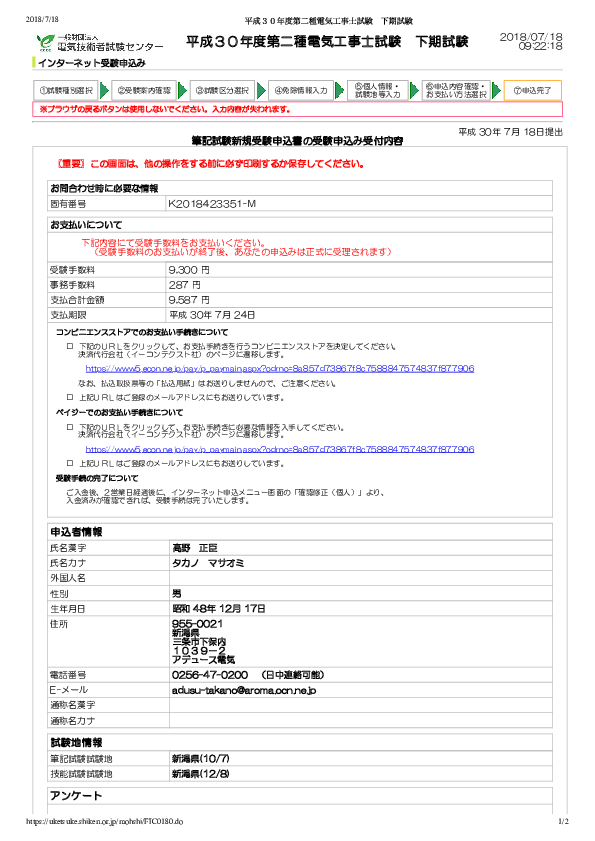 2018/7/18
平成３０年度第二種電気工事士試験　下期試験
一般財団法人
電気技術者試験センター
平成３０年度第二種電気工事士試験　下期試験
2018/07/18
09:22:18
インターネット受験申込み
①試験種別選択
②受験案内確認
③試験区分選択
④免除情報入力
⑤個人情報・
試験地等入力
⑥申込内容確認・
お支払い方法選択
⑦申込完了
※ブラウザの戻るボタンは使用しないでください。入力内容が失われます。
平成 30年 7月 18日提出
筆記試験新規受験申込書の受験申込み受付内容
【重要】この画面は、他の操作をする前に必ず印刷するか保存してください。
お問合わせ時に必要な情報
固有番号 K2018423351-M
お支払いについて
下記内容にて受験手数料をお支払いください。
（受験手数料のお支払いが終了後、あなたの申込みは正式に受理されます）
受験手数料 9,300 円
事務手数料 287 円
支払合計金額 9,587 円
支払期限 平成 30年 7月 24日
コンビニエンスストアでのお支払い手続きについて
□ 下記のＵＲＬをクリックして、お支払手続きを行うコンビニエンスストアを決定してください。
決済代行会社（イーコンテクスト社）のページに遷移します。
https://www5.econ.ne.jp/pay/p_paymain.aspx?odmo=8a857d73867f8c7588847574837f877906
なお、払込取扱票等の「払込用紙」はお送りしませんので、ご注意ください。
□ 上記ＵＲＬはご登録のメールアドレスにもお送りしています。
ペイジーでのお支払い手続きについて
□ 下記のＵＲＬをクリックして、お支払手続きに必要な情報を入手してください。
決済代行会社（イーコンテクスト社）のページに遷移します。
https://www5.econ.ne.jp/pay/p_paymain.aspx?odmo=8a857d73867f8c7588847574837f877906
□ 上記ＵＲＬはご登録のメールアドレスにもお送りしています。
受験手続の完了について
ご入金後、２営業日経過後に、インターネット申込メニュー画面の「確認修正（個人）」より、
入金済みが確認できれば、受験手続は完了いたします。
申込者情報
氏名漢字 高野　正臣
氏名カナ タカノ　マサオミ
外国人名
性別 男
生年月日 昭和 48年 12月 17日
住所 955-0021
新潟県
三条市下保内
１０３９－２
アデュース電気
電話番号 0256-47-0200　（日中連絡可能）
E-メール adusu-takano@aroma.ocn.ne.jp
通称名漢字
通称名カナ
試験地情報
筆記試験試験地 新潟県(10/7)
技能試験試験地 新潟県(12/8)
アンケート
https://uketsuke.shiken.or.jp/moshi/FTC0180.do
1/2